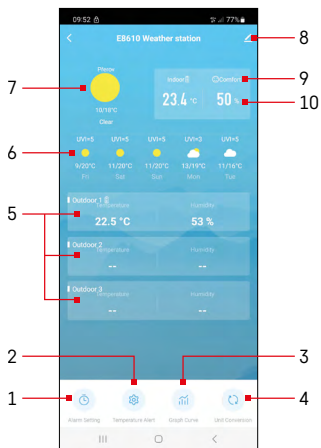 09:52
77%
E8610 Weather station
8
7
9
10
Indoor
23.4 °C
50 %
10/18°C
Clear
6
UVI=5 UVI=5 UVI=5 UVI=3 UVI=5
9/20°C 11/20°C 11/20°C 13/19°C 11/16°C
Fri Sat Sun Mon Tue
5
Outdoor 1
Temperature Humidity
22.5 °C 53 %
Outdoor 2
Temperature Humidity
-- --
Outdoor 3
Temperature Humidity
-- --
2
3
1
4
Alarm Setting Temperature Alert Graph Curve Unit Conversion